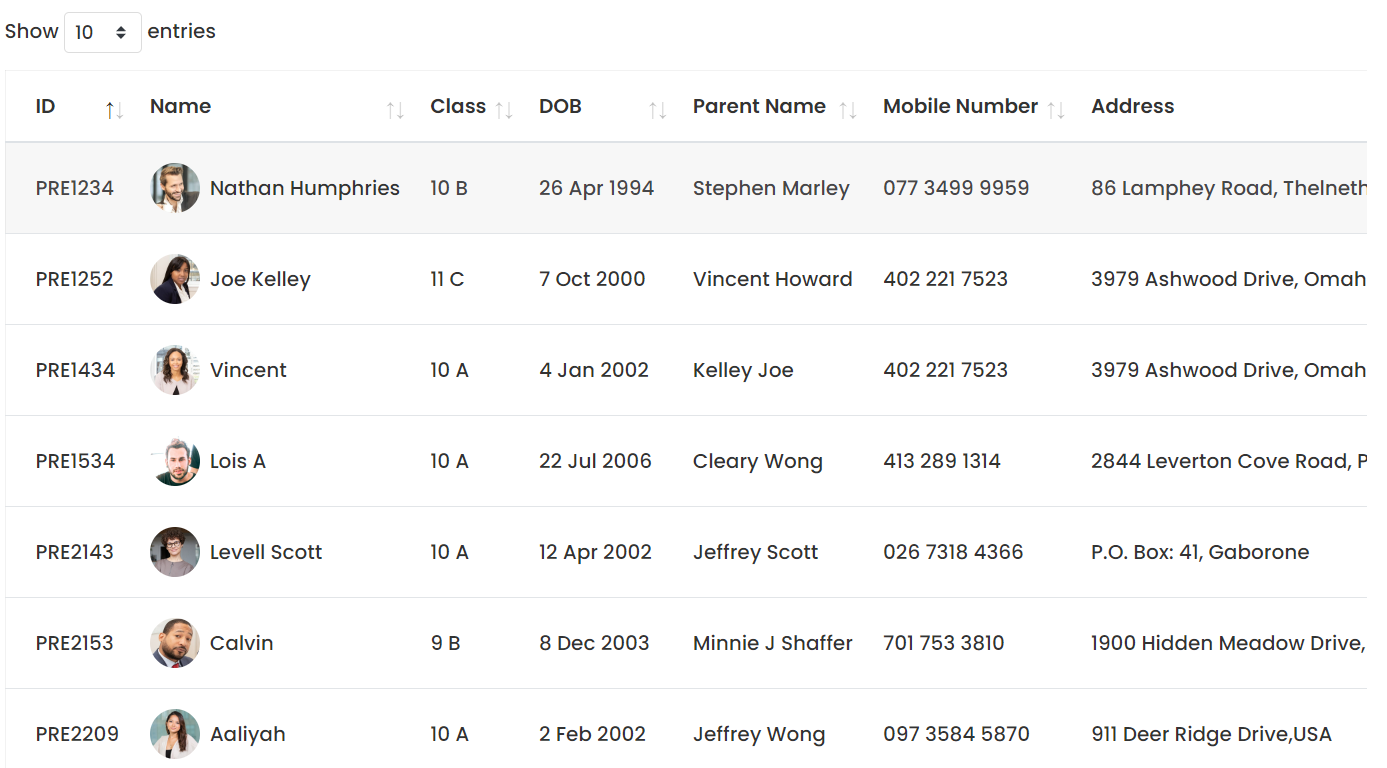 Show 10 entries
ID Name Class DOB Parent Name Mobile Number Address
PRE1234 Nathan Humphries 10 B 26 Apr 1994 Stephen Marley 077 3499 9959 86 Lamphey Road, Thelneth
PRE1252 Joe Kelley 11 C 7 Oct 2000 Vincent Howard 402 221 7523 3979 Ashwood Drive, Omah
PRE1434 Vincent 10 A 4 Jan 2002 Kelley Joe 402 221 7523 3979 Ashwood Drive, Omah
PRE1534 Lois A 10 A 22 Jul 2006 Cleary Wong 413 289 1314 2844 Leverton Cove Road, P
PRE2143 Levell Scott 10 A 12 Apr 2002 Jeffrey Scott 026 7318 4366 P.O. Box: 41, Gaborone
PRE2153 Calvin 9 B 8 Dec 2003 Minnie J Shaffer 701 753 3810 1900 Hidden Meadow Drive,
PRE2209 Aaliyah 10 A 2 Feb 2002 Jeffrey Wong 097 3584 5870 911 Deer Ridge Drive,USA